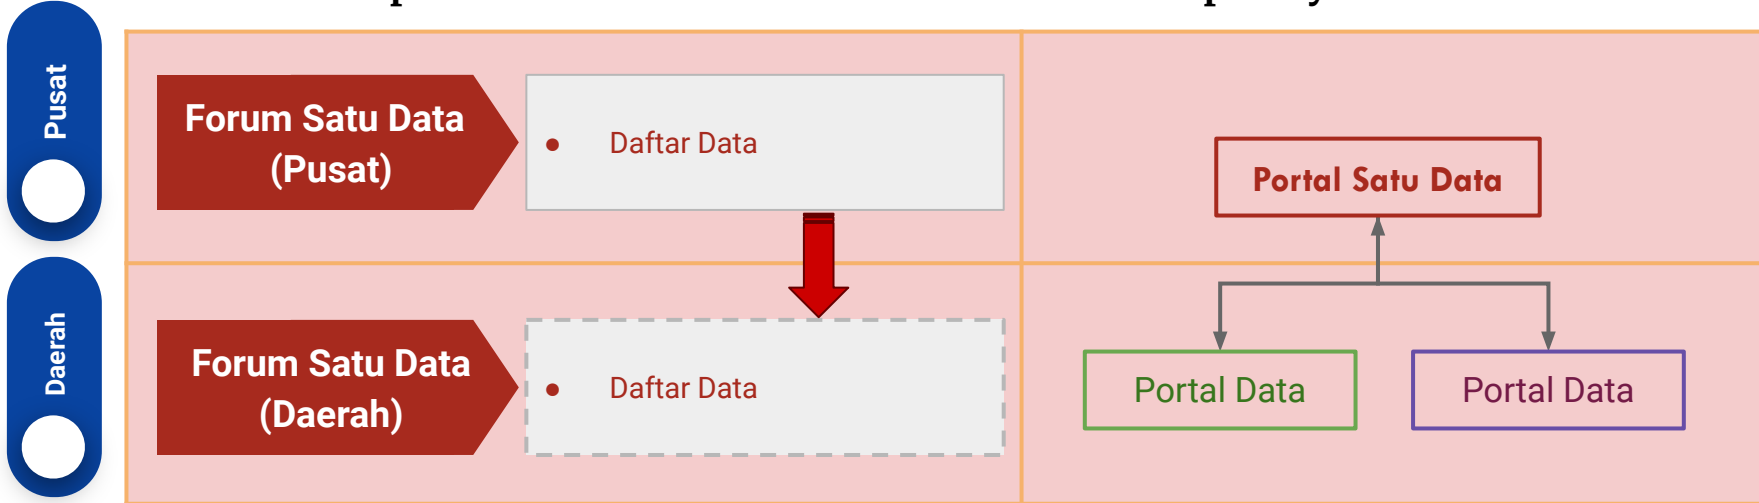 Pusat
Forum Satu Data
(Pusat)
• Daftar Data
Portal Satu Data
Daerah
Forum Satu Data
(Daerah)
• Daftar Data
Portal Data
Portal Data